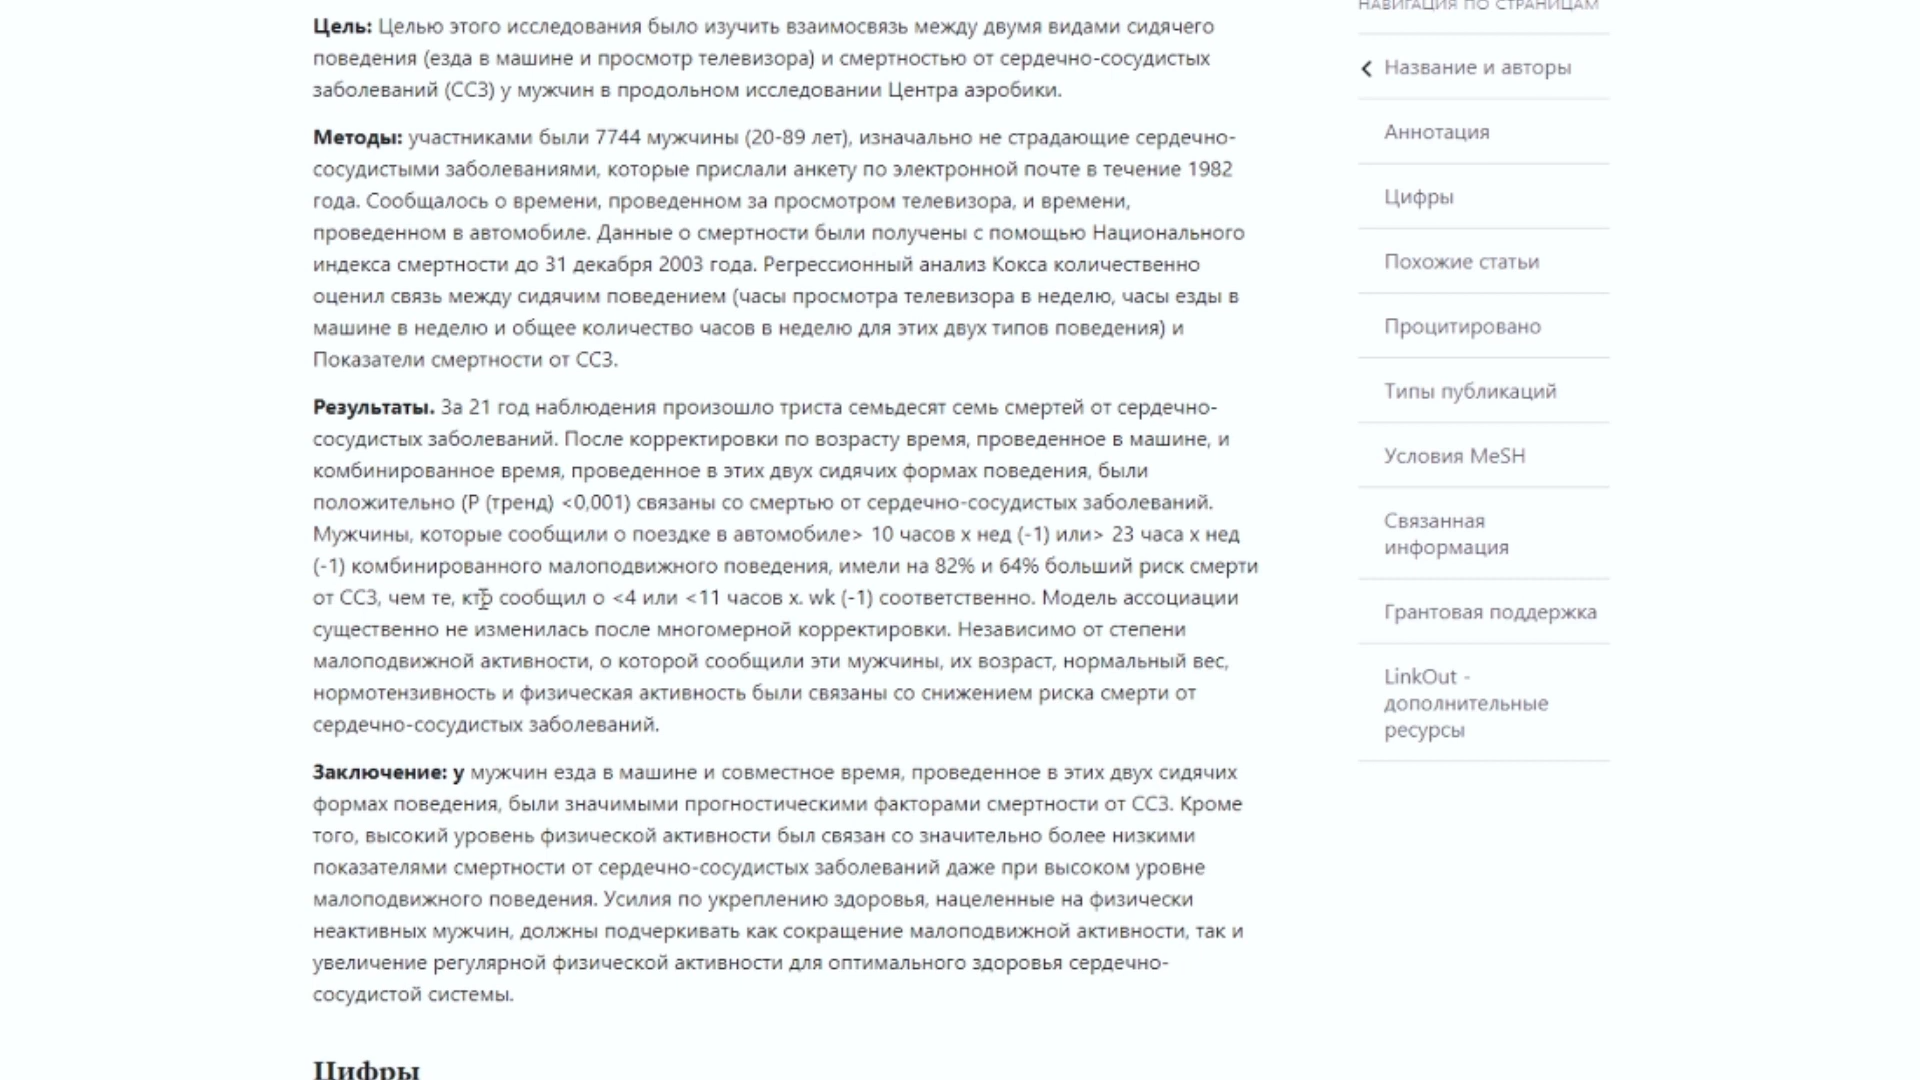 Цель: Целью этого исследования было изучить взаимосвязь между двумя видами сидячего
поведения (езда в машине и просмотр телевизора) и смертностью от сердечно-сосудистых
заболеваний (ССЗ) у мужчин в продольном исследовании Центра аэробики.
Методы: участниками были 7744 мужчины (20-89 лет), изначально не страдающие сердечно-
сосудистыми заболеваниями, которые прислали анкету по электронной почте в течение 1982
года. Сообщалось о времени, проведенном за просмотром телевизора, и времени,
проведенном в автомобиле. Данные о смертности были получены с помощью Национального
индекса смертности до 31 декабря 2003 года. Регрессионный анализ Кокса количественно
оценил связь между сидячим поведением (часы просмотра телевизора в неделю, часы езды в
машине в неделю и общее количество часов в неделю для этих двух типов поведения) и
Показатели смертности от ССЗ.
Результаты. За 21 год наблюдения произошло триста семьдесят семь смертей от сердечно-
сосудистых заболеваний. После корректировки по возрасту время, проведенное в машине, и
комбинированное время, проведенное в этих двух сидячих формах поведения, были
положительно (P (тренд) <0,001) связаны со смертью от сердечно-сосудистых заболеваний.
Мужчины, которые сообщили о поездке в автомобиле> 10 часов x нед (-1) или> 23 часа x нед
(-1) комбинированного малоподвижного поведения, имели на 82% и 64% больший риск смерти
от ССЗ, чем те, кто сообщил о <4 или <11 часов x. wk (-1) соответственно. Модель ассоциации
существенно не изменилась после многомерной корректировки. Независимо от степени
малоподвижной активности, о которой сообщили эти мужчины, их возраст, нормальный вес,
нормотензивность и физическая активность были связаны со снижением риска смерти от
сердечно-сосудистых заболеваний.
Заключение: у мужчин езда в машине и совместное время, проведенное в этих двух сидячих
формах поведения, были значимыми прогностическими факторами смертности от ССЗ. Кроме
того, высокий уровень физической активности был связан со значительно более низкими
показателями смертности от сердечно-сосудистых заболеваний даже при высоком уровне
малоподвижного поведения. Усилия по укреплению здоровья, нацеленные на физически
неактивных мужчин, должны подчеркивать как сокращение малоподвижной активности, так и
увеличение регулярной физической активности для оптимального здоровья сердечно-
сосудистой системы.
Цифры
НАВИГАЦИЯ ПО СТРАНИЦАМ
Название и авторы
Аннотация
Цифры
Похожие статьи
Процитировано
Типы публикаций
Условия MeSH
Связанная
информация
Грантовая поддержка
LinkOut -
дополнительные
ресурсы